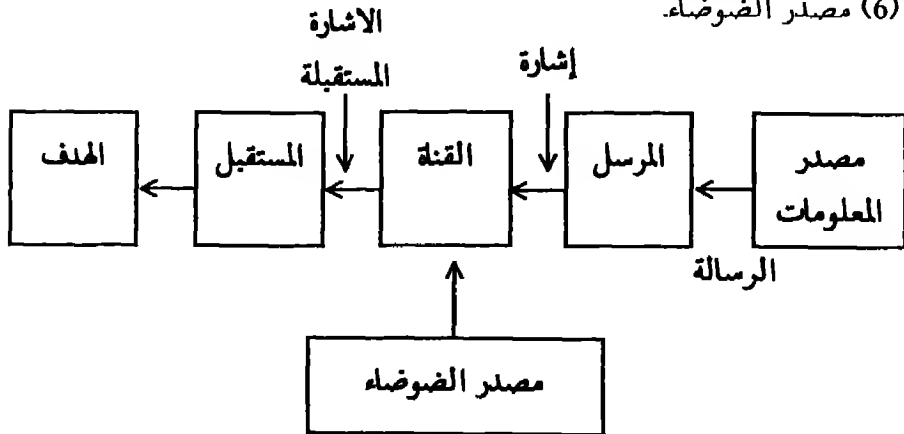 (6) مصدر الضوضاء.
الاشارة
المستقبلة
إشارة
مصدر
المعلومات
المرسل
القناة
المستقبل
الهدف
الرسالة
مصدر الضوضاء